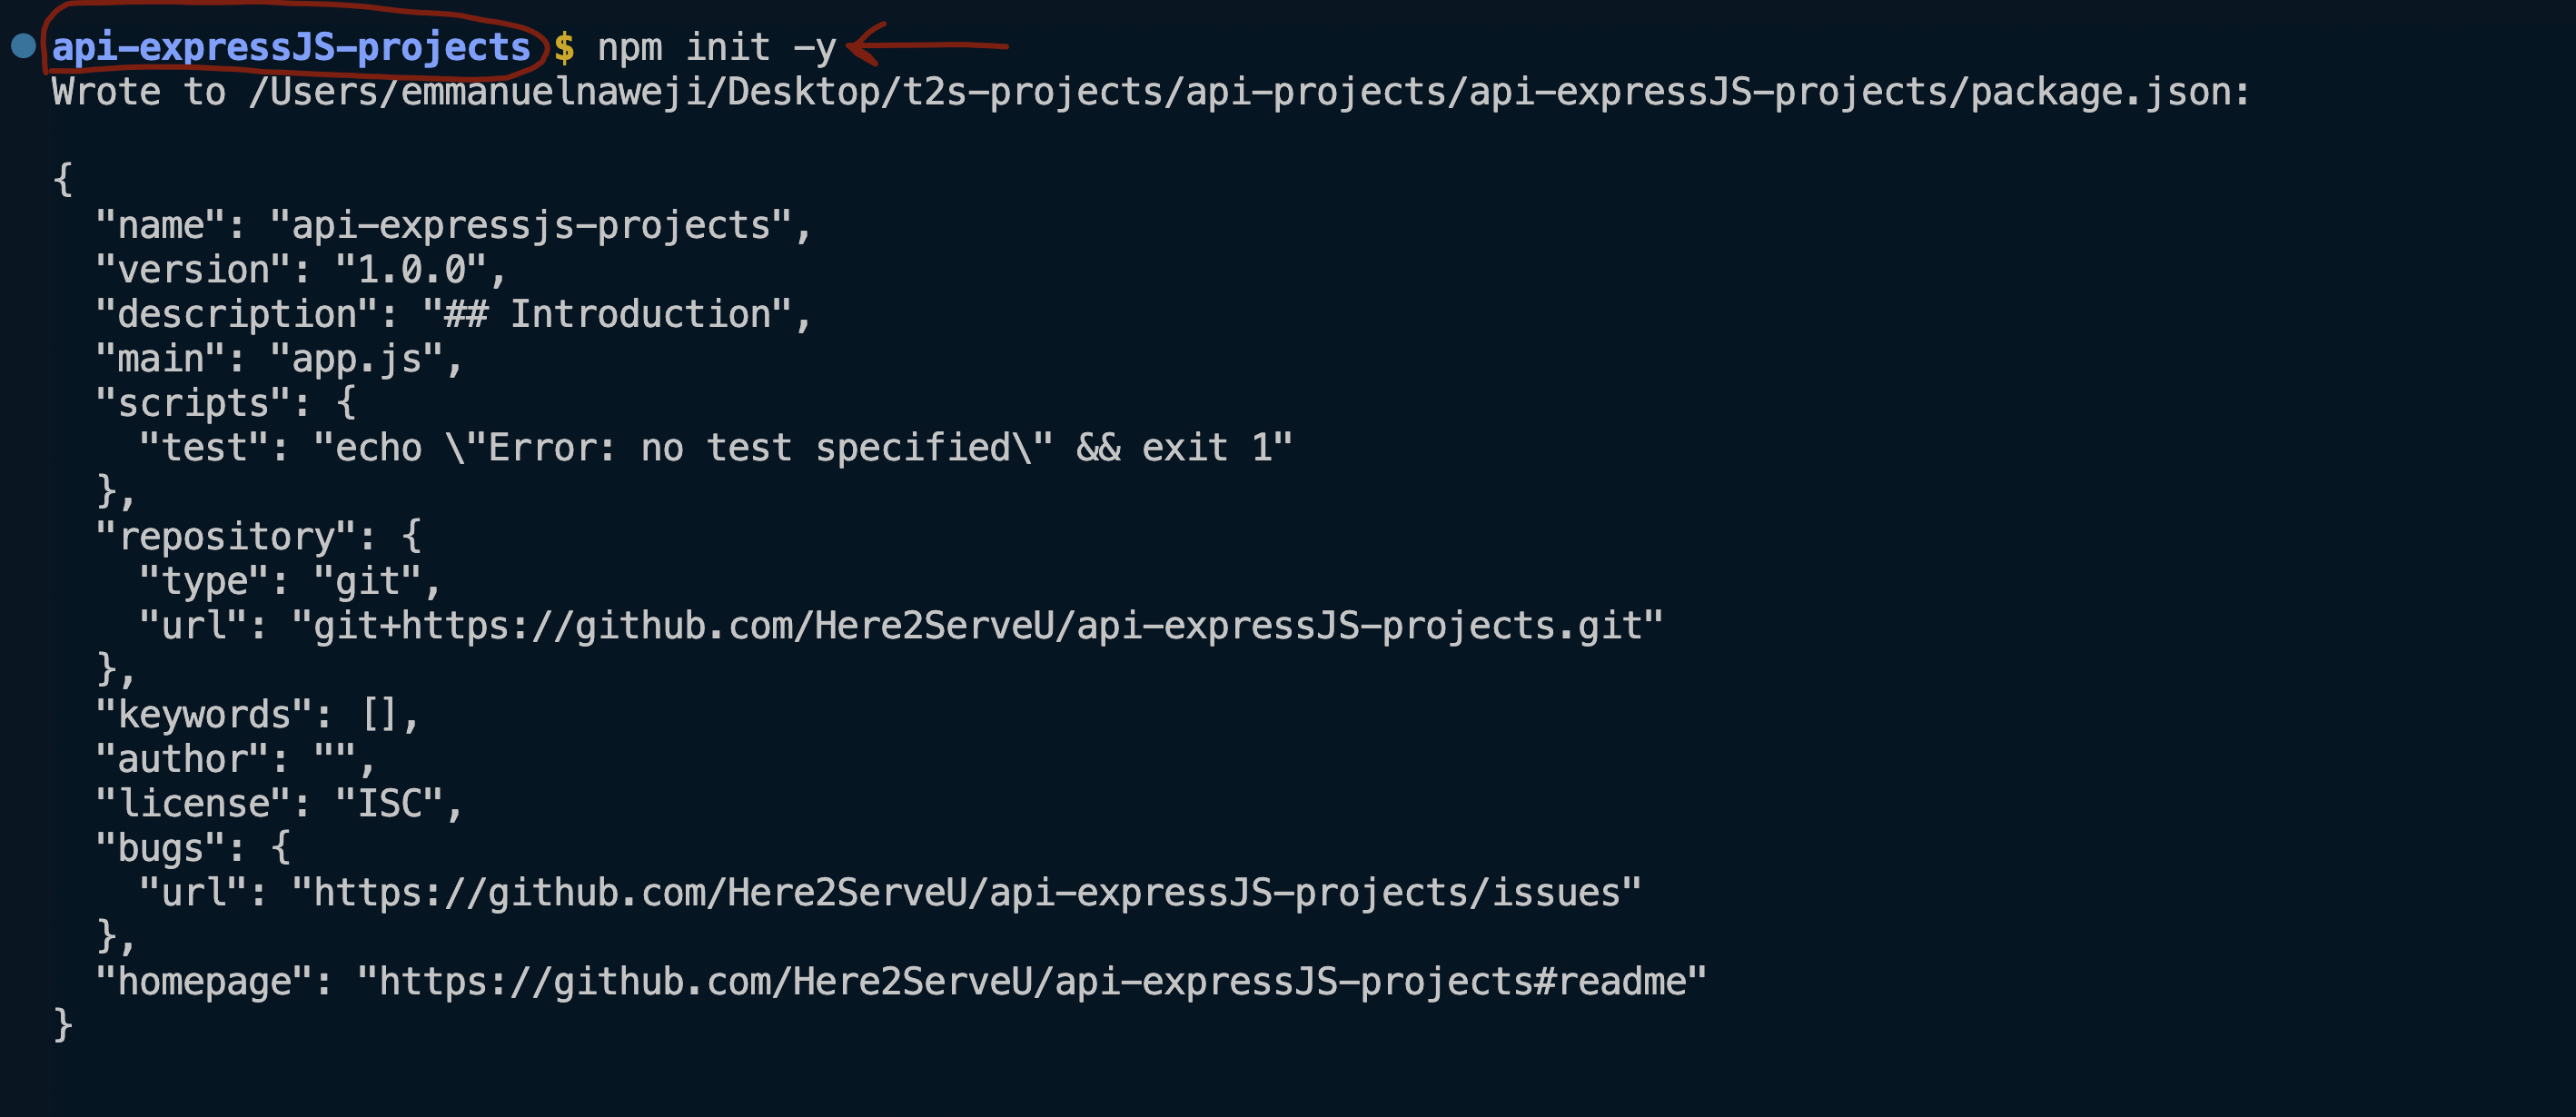 api-expressJS-projects $ npm init -y
Wrote to /Users/emmanuelnaweji/Desktop/t2s-projects/api-projects/api-expressJS-projects/package.json:
{
  "name": "api-expressjs-projects",
  "version": "1.0.0",
  "description": "## Introduction",
  "main": "app.js",
  "scripts": {
    "test": "echo \"Error: no test specified\" && exit 1"
  },
  "repository": {
    "type": "git",
    "url": "git+https://github.com/Here2ServeU/api-expressJS-projects.git"
  },
  "keywords": [],
  "author": "",
  "license": "ISC",
  "bugs": {
    "url": "https://github.com/Here2ServeU/api-expressJS-projects/issues"
  },
  "homepage": "https://github.com/Here2ServeU/api-expressJS-projects#readme"
}